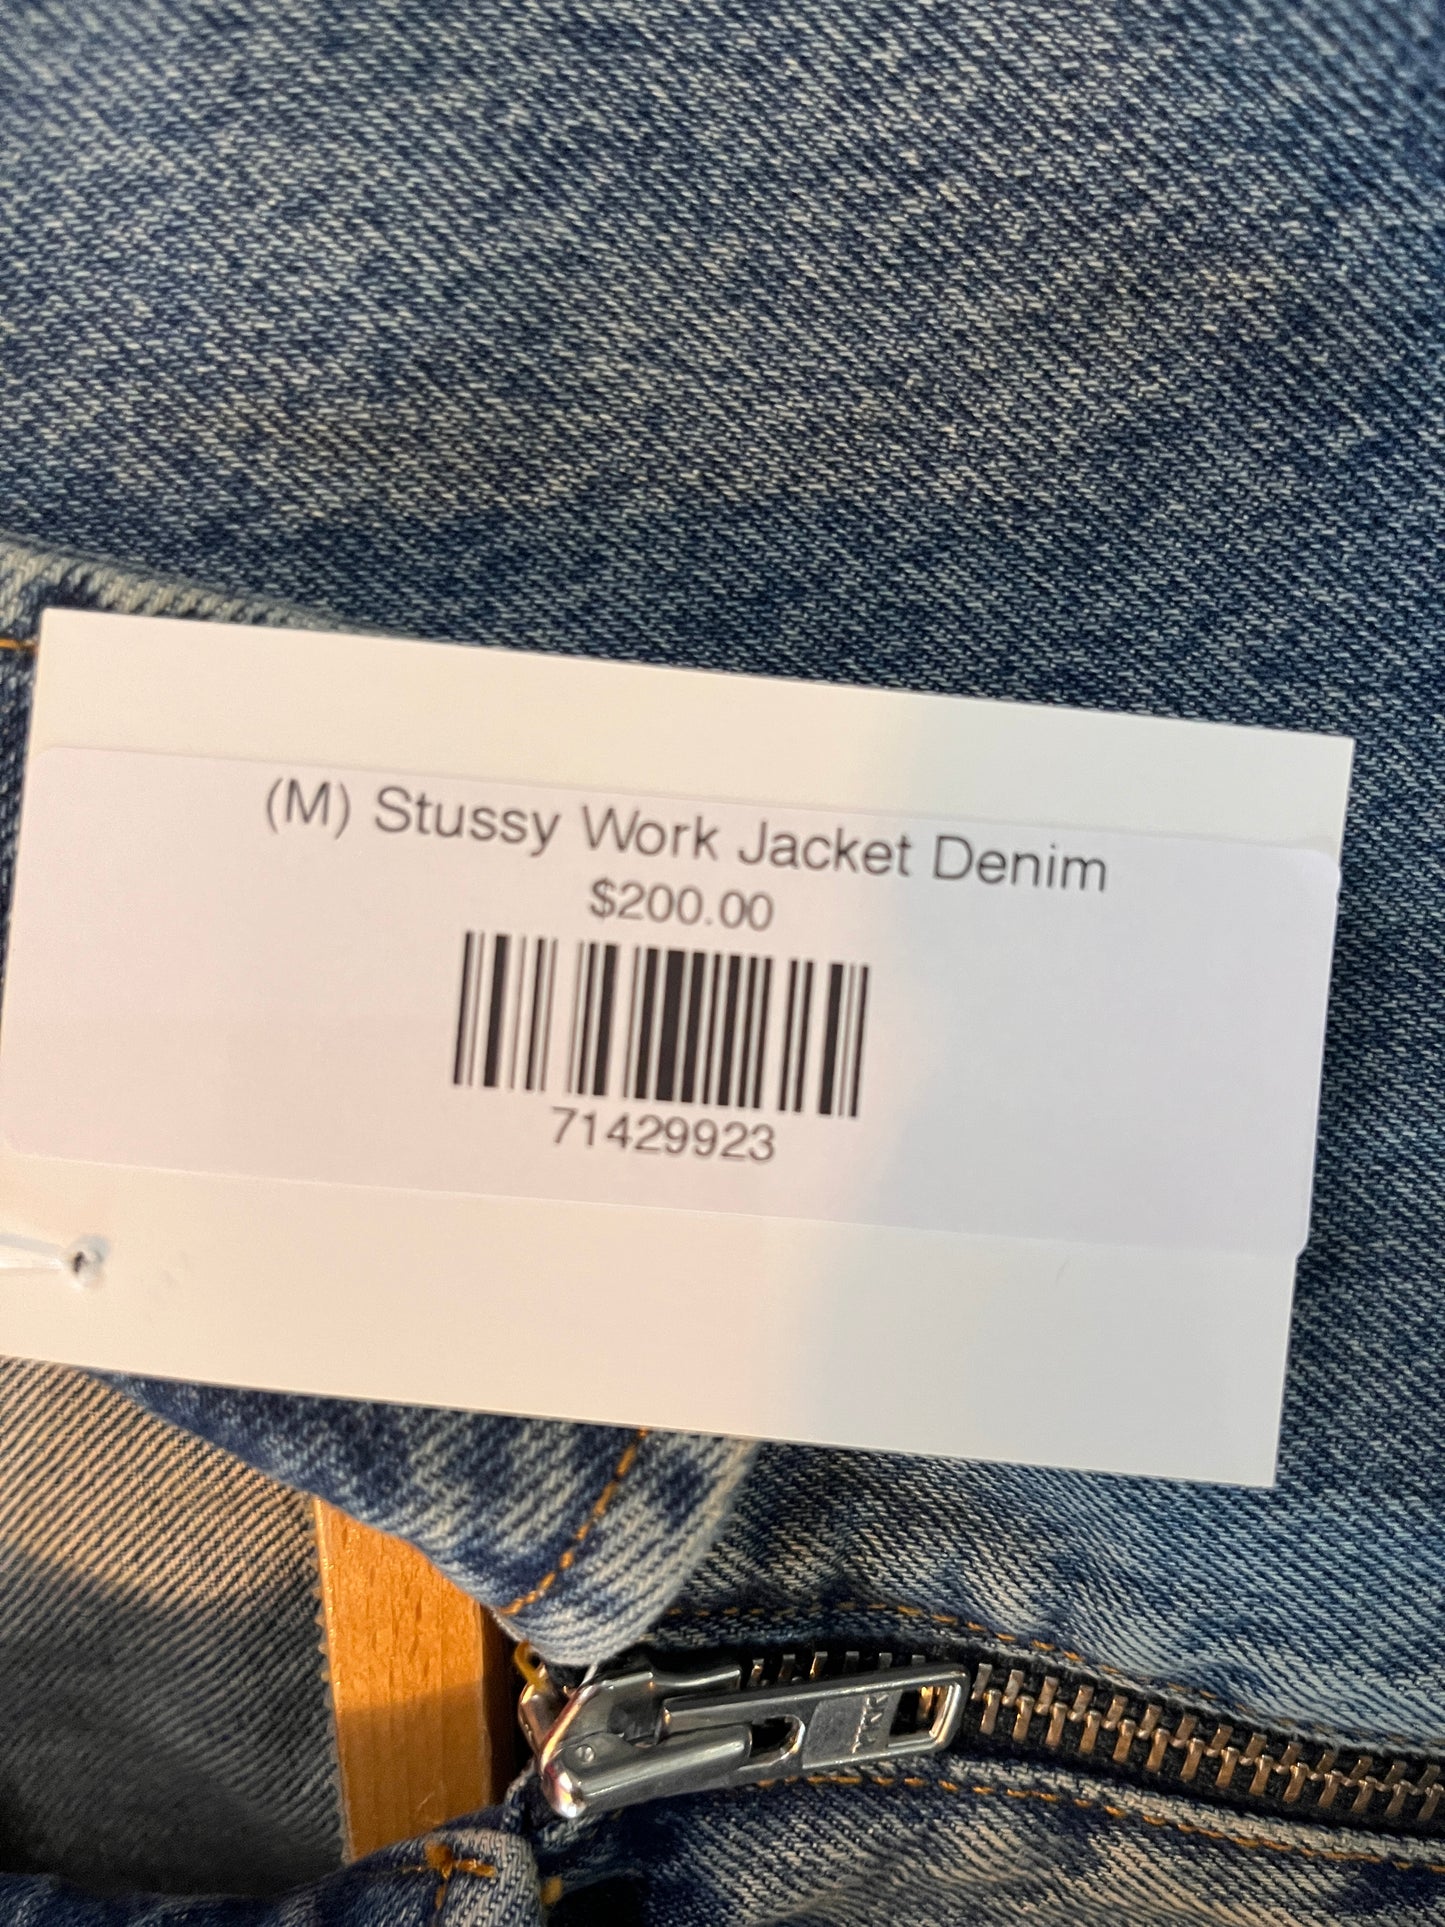 (M) Stussy Work Jacket Denim
$200.00
71429923